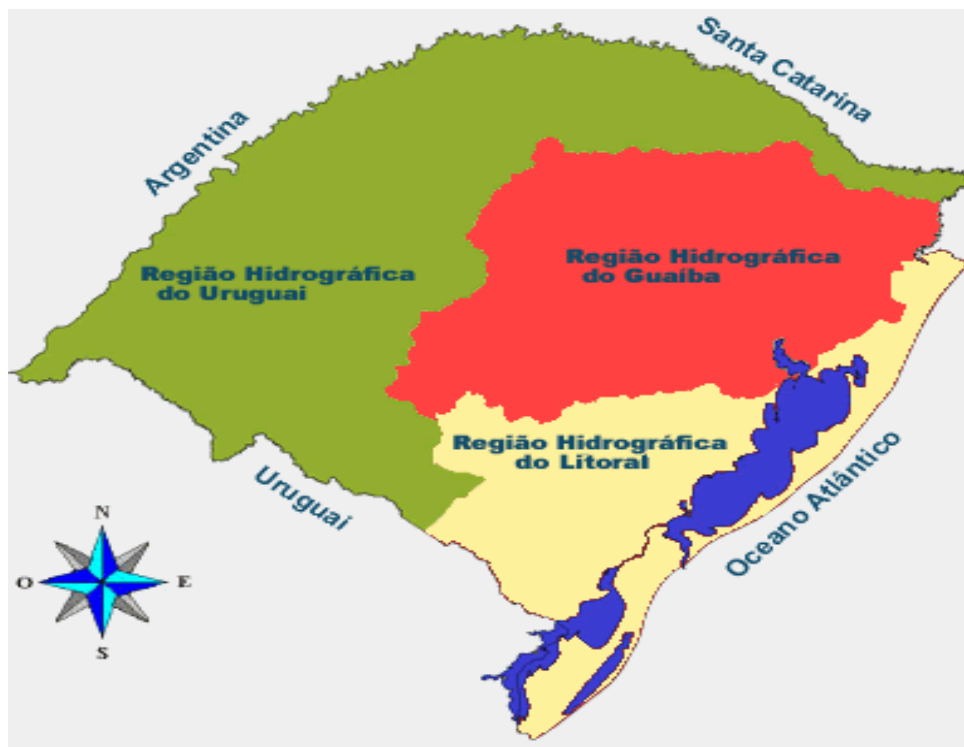 Santa Catarina
Argentina
Região Hidrográfica
do Guaíba
Região Hidrográfica
do Uruguai
Região Hidrográfica
do Litoral
Uruguai
Oceano Atlântico
N
O
E
S